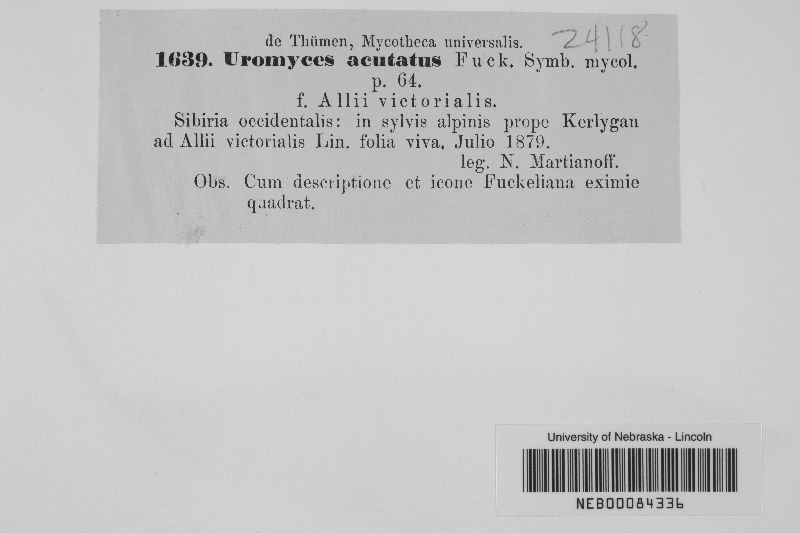 de Thümen, Mycotheca universalis.
24118
1639. Uromyces acutatus Fuck. Symb. mycol.
p. 64.
f. Allii victorialis.
Sibiria occidentalis: in sylvis alpinis prope Kerlygan
ad Allii victorialis Lin. folia viva, Julio 1879.
leg. N. Martianoff.
Obs. Cum descriptione et icone Fuckeliana eximie
quadrat.
University of Nebraska - Lincoln
NEB00084336